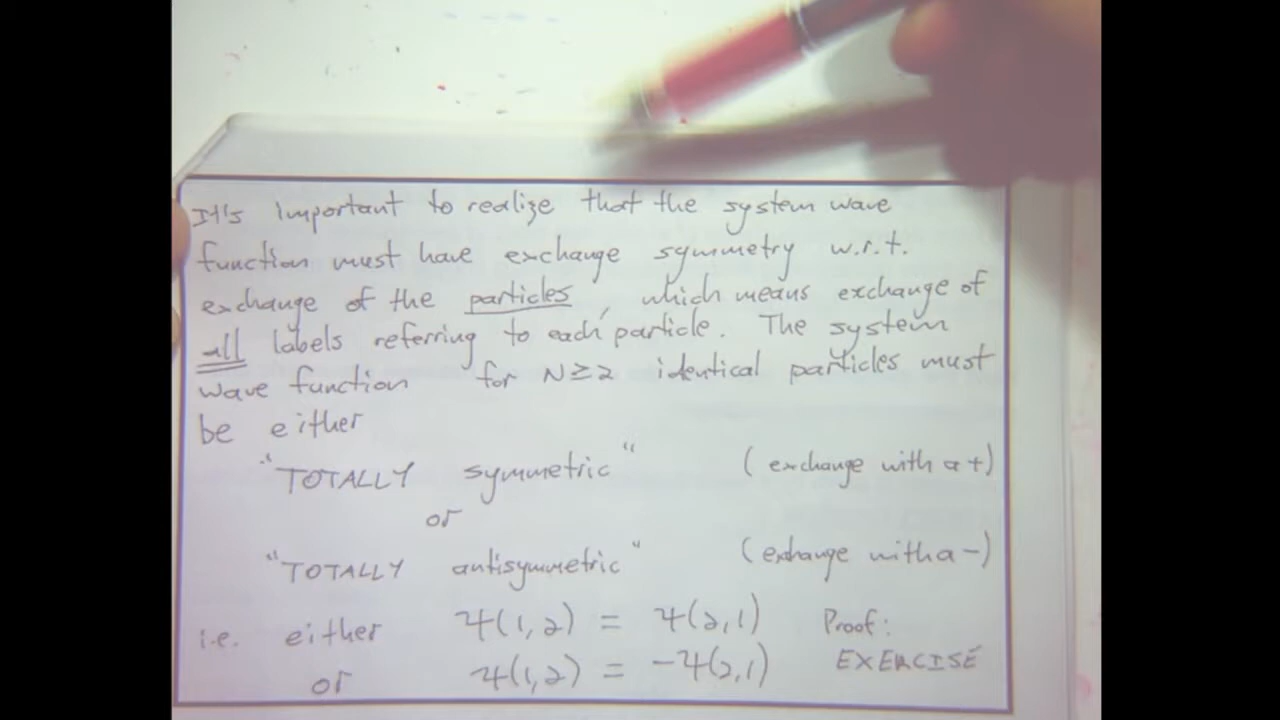 It's important to realize that the system wave
function must have exchange symmetry w.r.t.
exchange of the particles, which means exchange of
all labels referring to each particle. The system
wave function for N≥2 identical particles must
be either
"TOTALLY symmetric" (exchange with a +)
or
"TOTALLY antisymmetric" (exhange with a -)
i.e. either Ψ(1,2) = Ψ(2,1) Proof:
or Ψ(1,2) = -Ψ(2,1) EXERCISE